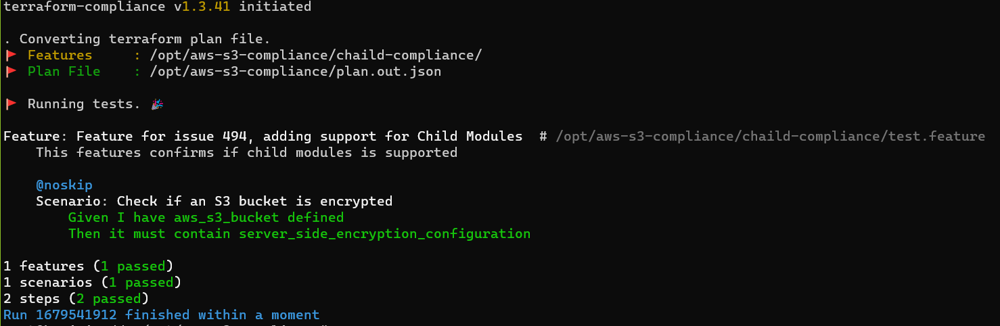 terraform-compliance v1.3.41 initiated
. Converting terraform plan file.
Features : /opt/aws-s3-compliance/chaild-compliance/
Plan File : /opt/aws-s3-compliance/plan.out.json
Running tests.
Feature: Feature for issue 494, adding support for Child Modules # /opt/aws-s3-compliance/chaild-compliance/test.feature
This features confirms if child modules is supported
@noskip
Scenario: Check if an S3 bucket is encrypted
Given I have aws_s3_bucket defined
Then it must contain server_side_encryption_configuration
1 features (1 passed)
1 scenarios (1 passed)
2 steps (2 passed)
Run 1679541912 finished within a moment